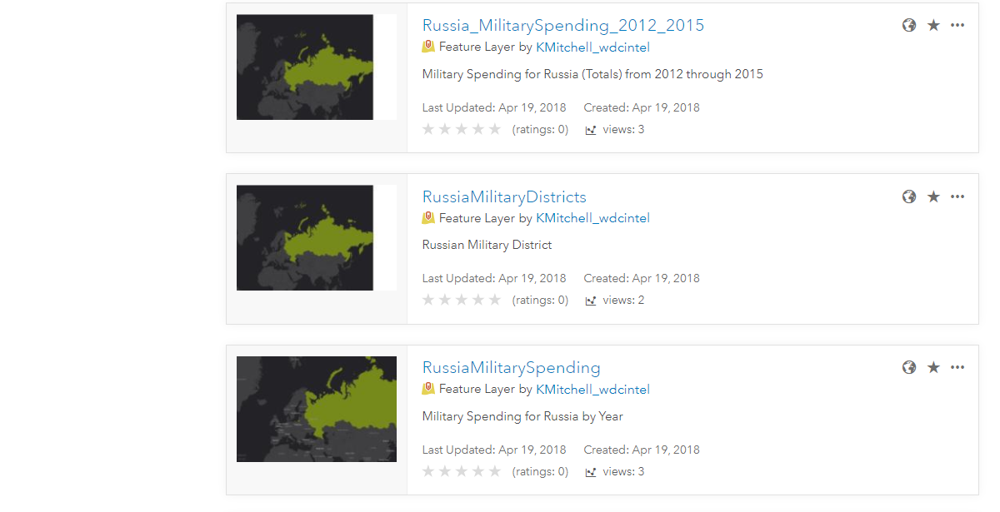 Russia_MilitarySpending_2012_2015
Feature Layer by KMitchell_wdcintel
Military Spending for Russia (Totals) from 2012 through 2015
Last Updated: Apr 19, 2018 Created: Apr 19, 2018
(ratings: 0) views: 3
RussiaMilitaryDistricts
Feature Layer by KMitchell_wdcintel
Russian Military District
Last Updated: Apr 19, 2018 Created: Apr 19, 2018
(ratings: 0) views: 2
RussiaMilitarySpending
Feature Layer by KMitchell_wdcintel
Military Spending for Russia by Year
Last Updated: Apr 19, 2018 Created: Apr 19, 2018
(ratings: 0) views: 3